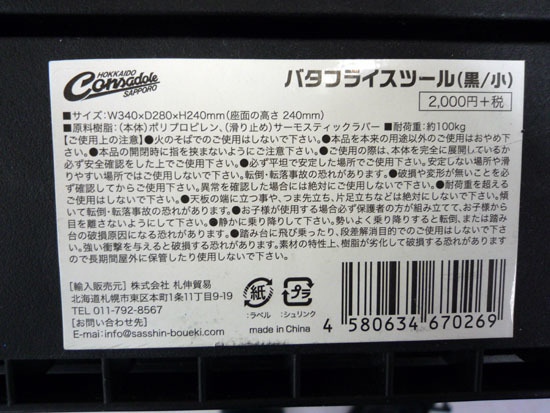 HOKKAIDO
Consadole
SAPPORO
バタフライスツール(黒/小)
2,000円+税
■サイズ:W340×D280×H240mm(座面の高さ 240mm)
■原料樹脂:(本体)ポリプロピレン、(滑り止め)サーモスティックラバー ■耐荷重:約100kg
【ご使用上の注意】●火のそばでのご使用はしないで下さい。●本品を本来の用途以外のご使用はおやめ下
さい。●本品の開閉時に指を挟まないようにご注意下さい。●ご使用の際は、本体を完全に展開しているか
必ず安全確認をした上でご使用下さい。●必ず平坦で安定した場所でご使用下さい。安定しない場所や滑
りやすい場所ではご使用しないで下さい。転倒・転落事故の恐れがあります。●破損や変形が無いことを必
ず確認してからご使用下さい。異常を確認した場合には絶対にご使用しないで下さい。●耐荷重を超える
ご使用はしないで下さい。●天板の端に立つ事や、つま先立ち、片足立ちなどは絶対にしないで下さい。傾
いて転倒・転落事故の恐れがあります。●お子様が使用する場合必ず保護者の方が組み立てて、お子様から
目を離さないようにして下さい。●静かに乗り降りして下さい。勢いよく乗り降りすると転倒、または踏み
台の破損原因になる恐れがあります。●踏み台に飛び乗ったり、段差解消目的でのご使用はしないで下さ
い。強い衝撃を与えると破損する恐れがあります。素材の特性上、樹脂が劣化して破損する恐れがあります
ので長期間屋外に保管したり使用しないで下さい。
[輸入販売元] 株式会社 札伸貿易
北海道札幌市東区本町1条11丁目9-19
TEL 011-792-8567
[お問い合わせ先]
E-mail:info@sasshin-boueki.com
紙
:ラベル
プラ
:シュリンク
made in China
4 580634 670269